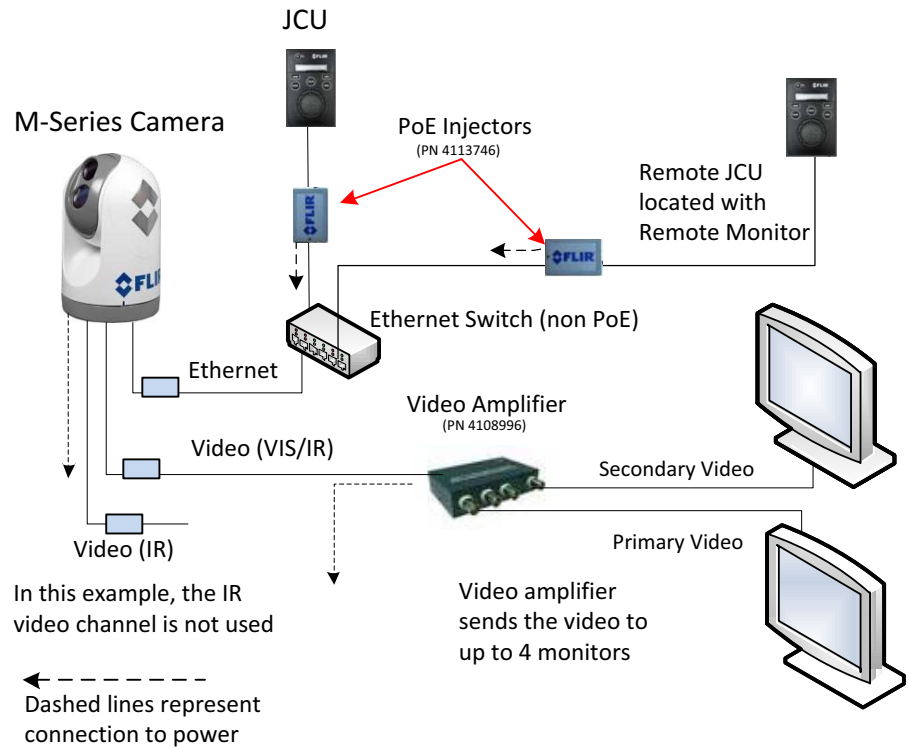 JCU
FLIR
FLIR
M-Series Camera
PoE Injectors
(PN 4113746)
Remote JCU
located with
Remote Monitor
FLIR
FLIR
FLIR
Ethernet Switch (non PoE)
Ethernet
Video Amplifier
(PN 4108996)
Video (VIS/IR)
Secondary Video
Video (IR)
Primary Video
In this example, the IR
video channel is not used
Video amplifier
sends the video to
up to 4 monitors
Dashed lines represent
connection to power